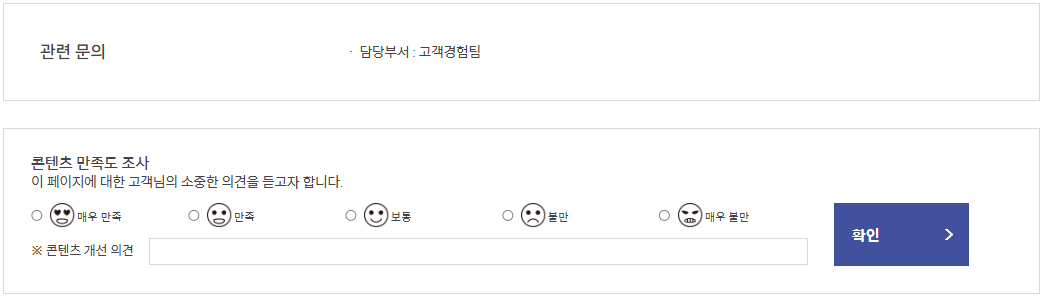 관련 문의
· 담당부서 : 고객경험팀
콘텐츠 만족도 조사
이 페이지에 대한 고객님의 소중한 의견을 듣고자 합니다.
매우 만족 만족 보통 불만 매우 불만
확인
※ 콘텐츠 개선 의견